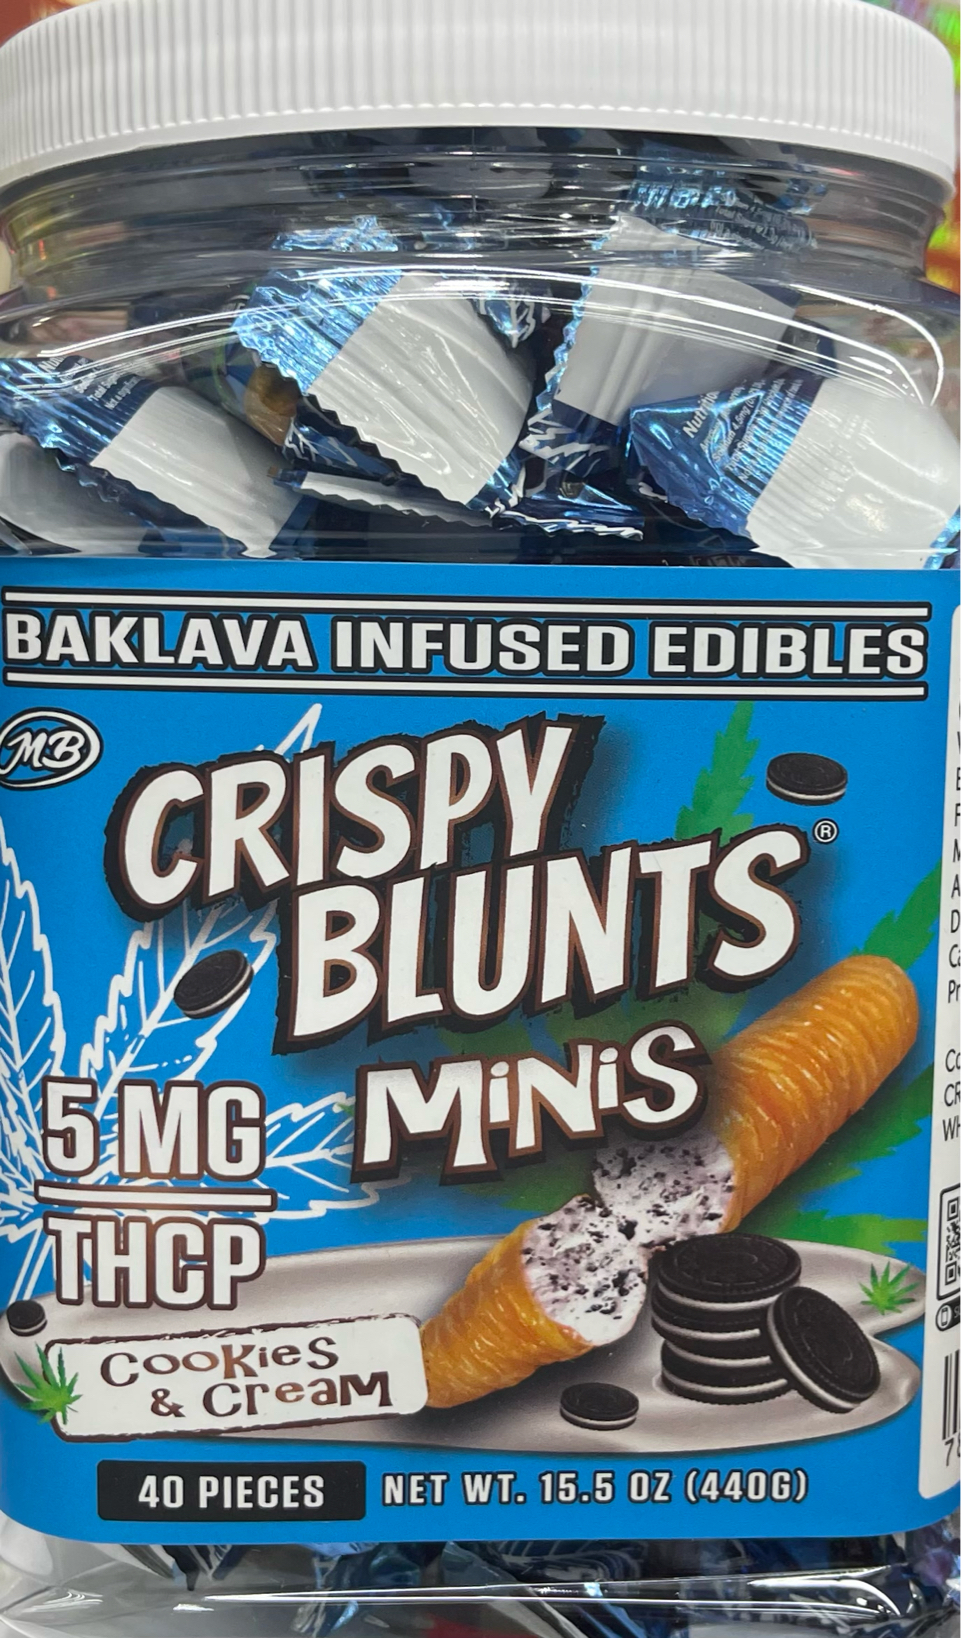 Nutrition
BAKLAVA INFUSED EDIBLES
MB
CRISPY
BLUNTS®
MiNiS
5 MG
THCP
COOKieS
& CreaM
40 PIECES
NET WT. 15.5 OZ (440G)